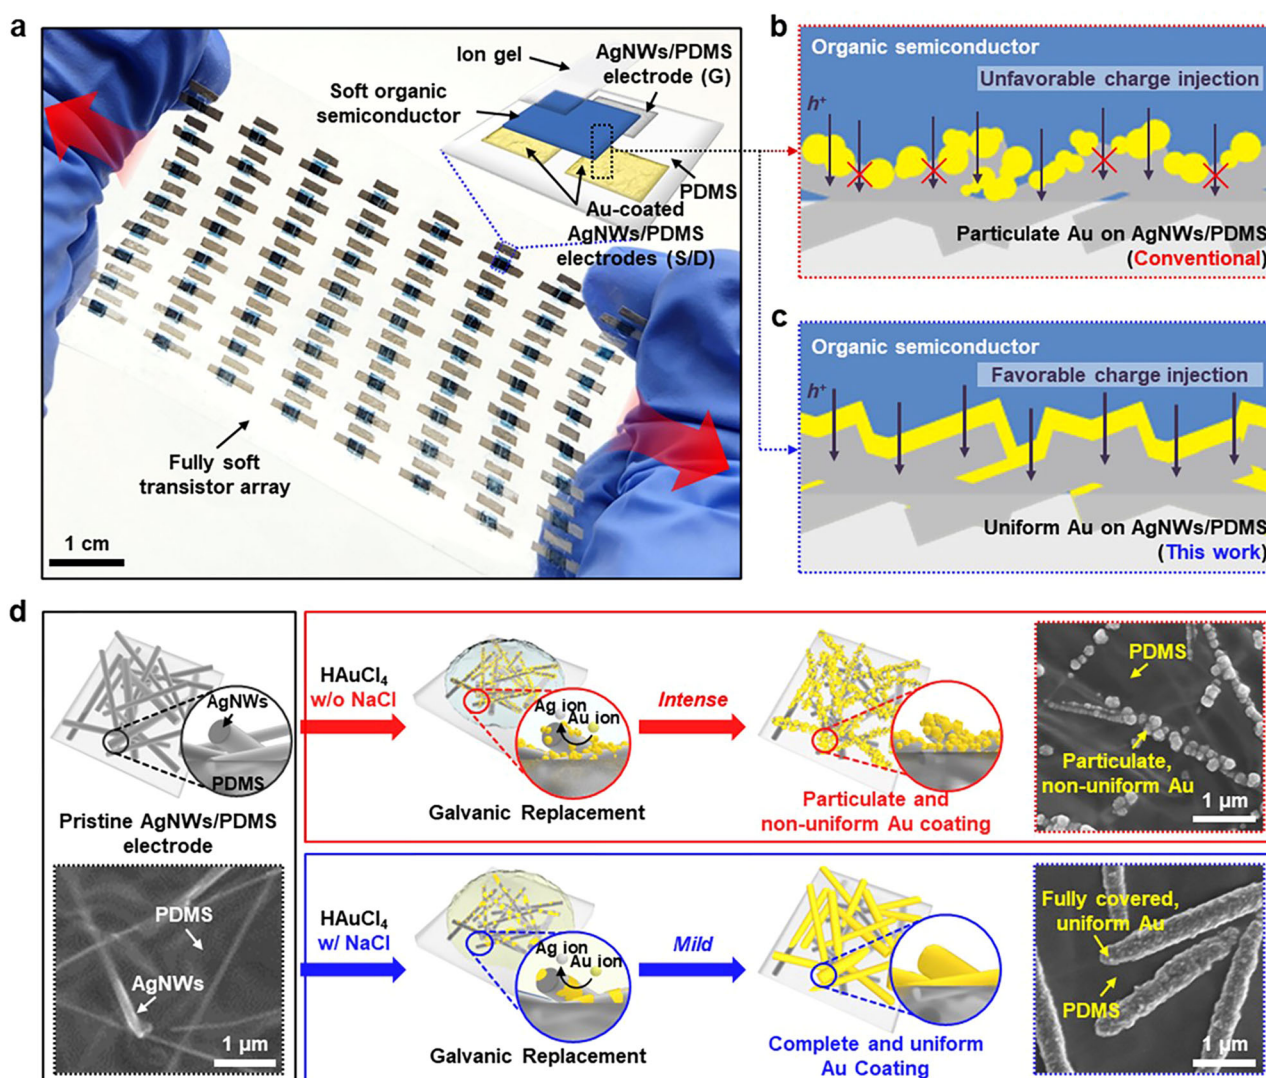 a
Ion gel
AgNWs/PDMS
electrode (G)
Soft organic
semiconductor
PDMS
Au-coated
AgNWs/PDMS
electrodes (S/D)
Fully soft
transistor array
1 cm
b
Organic semiconductor
Unfavorable charge injection
h+
Particulate Au on AgNWs/PDMS
(Conventional)
c
Organic semiconductor
Favorable charge injection
h+
Uniform Au on AgNWs/PDMS
(This work)
d
AgNWs
PDMS
Pristine AgNWs/PDMS
electrode
PDMS
AgNWs
1 µm
HAuCl4
w/o NaCl
Ag ion
Au ion
Galvanic Replacement
Intense
Particulate and
non-uniform Au coating
PDMS
Particulate,
non-uniform Au
1 µm
HAuCl4
w/ NaCl
Ag ion
Au ion
Galvanic Replacement
Mild
Complete and uniform
Au Coating
Fully covered,
uniform Au
PDMS
1 µm